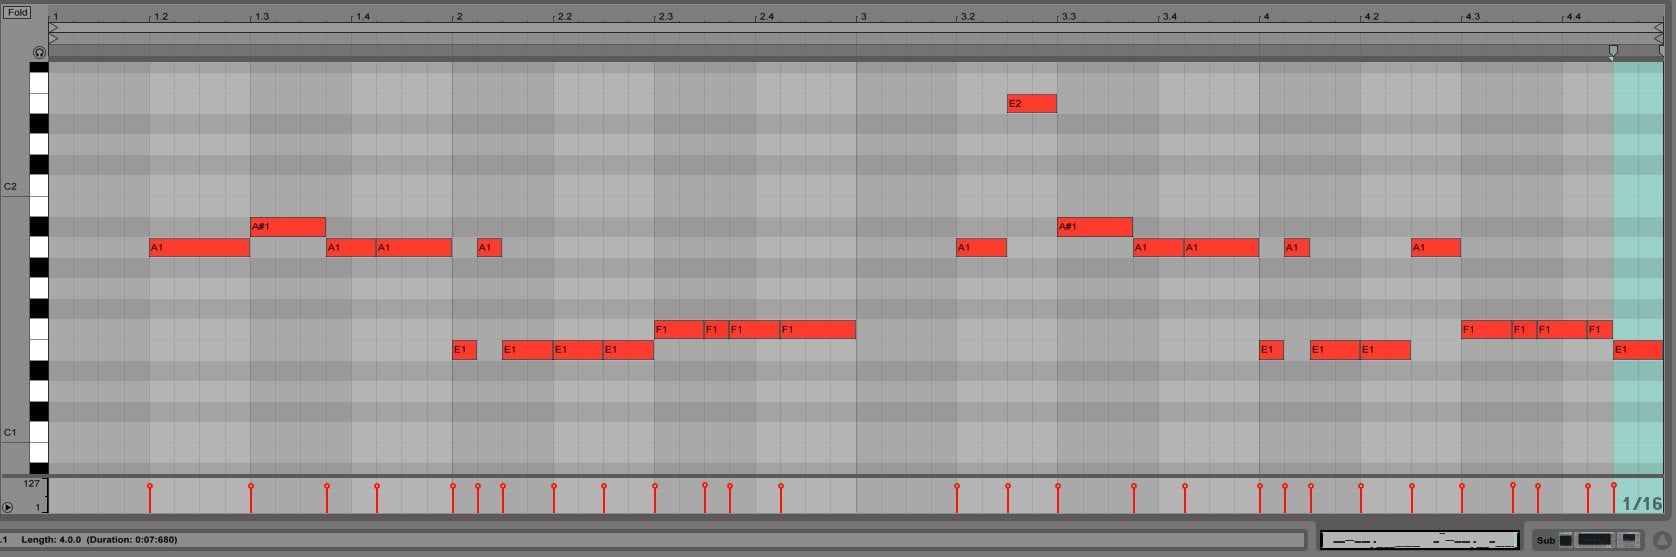 Fold
1 1.2 1.3 1.4 2 2.2 2.3 2.4 3 3.2 3.3 3.4 4 4.2 4.3 4.4
E2
C2
A#1 A#1
A1 A1 A1 A1 A1 A1 A1 A1 A1
F1 F1 F1 F1 F1 F1 F1 F1
E1 E1 E1 E1 E1 E1 E1 E1
C1
127
1
1/16
.1 Length: 4.0.0 (Duration: 0:07:680)
Sub